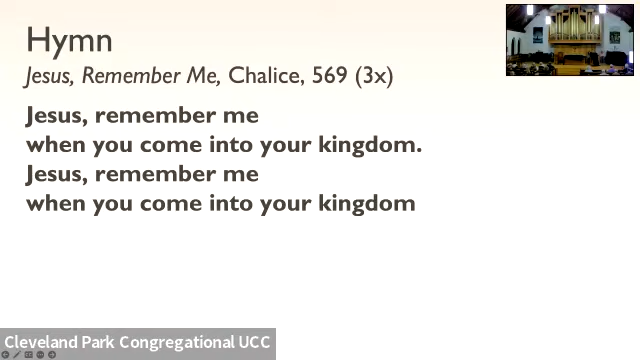 Hymn
Jesus, Remember Me, Chalice, 569 (3x)
Jesus, remember me
when you come into your kingdom.
Jesus, remember me
when you come into your kingdom
Cleveland Park Congregational UCC